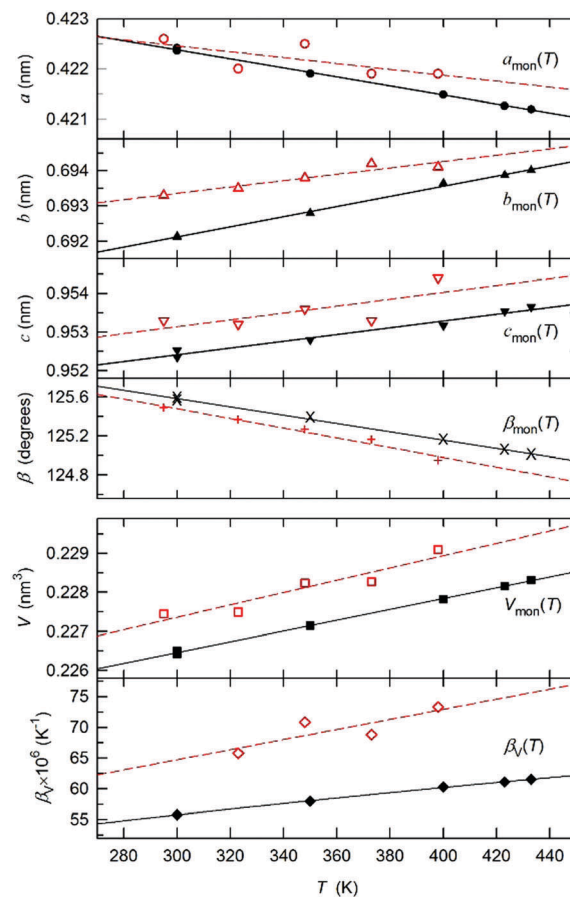 0.423
0.422
0.421
a (nm)
a_mon(T)
0.694
0.693
0.692
b (nm)
b_mon(T)
0.954
0.953
0.952
c (nm)
c_mon(T)
125.6
125.2
124.8
β (degrees)
β_mon(T)
0.229
0.228
0.227
0.226
V (nm³)
V_mon(T)
75
70
65
60
55
β_V×10⁶ (K⁻¹)
β_V(T)
280 300 320 340 360 380 400 420 440
T (K)